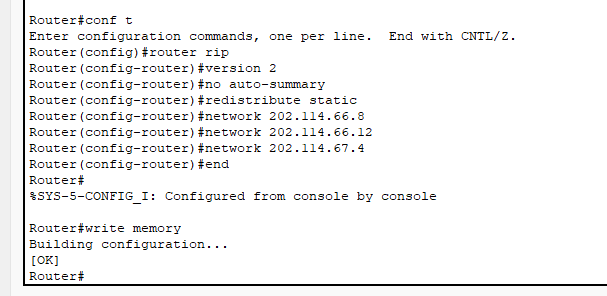 Router#conf t
Enter configuration commands, one per line.  End with CNTL/Z.
Router(config)#router rip
Router(config-router)#version 2
Router(config-router)#no auto-summary
Router(config-router)#redistribute static
Router(config-router)#network 202.114.66.8
Router(config-router)#network 202.114.66.12
Router(config-router)#network 202.114.67.4
Router(config-router)#end
Router#
%SYS-5-CONFIG_I: Configured from console by console
Router#write memory
Building configuration...
[OK]
Router#